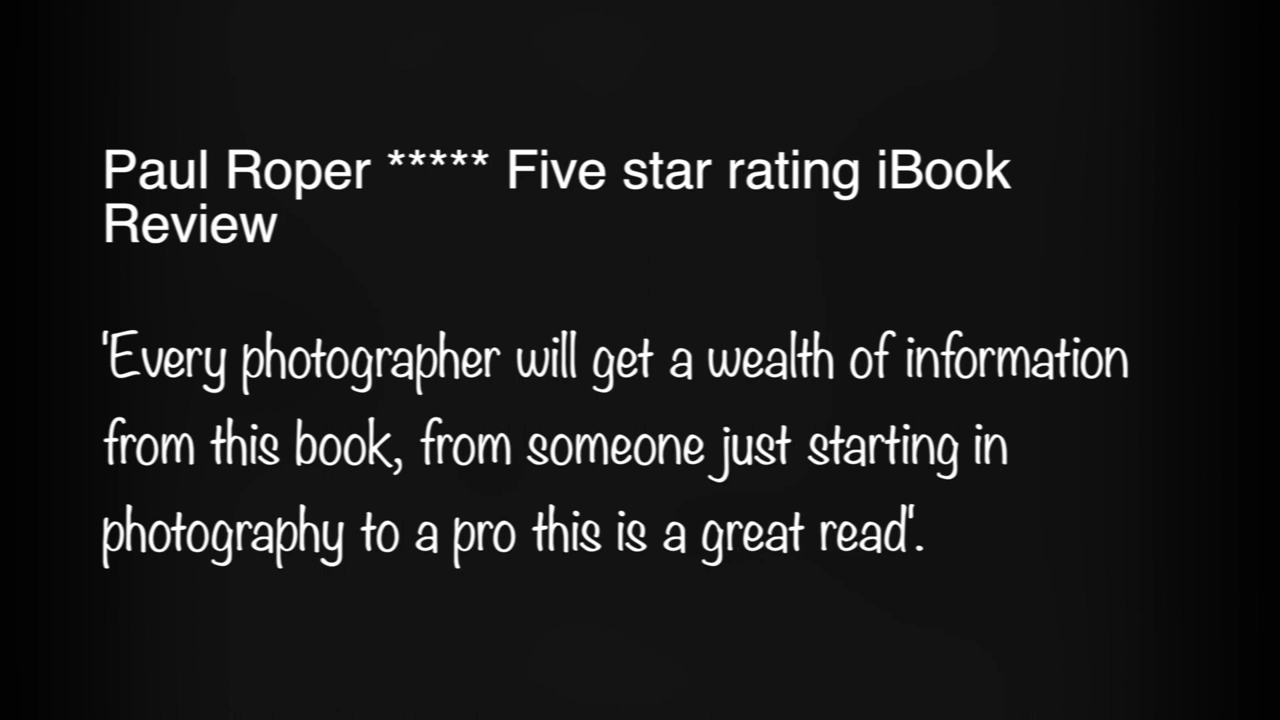 Paul Roper ***** Five star rating iBook
Review
'Every photographer will get a wealth of information
from this book, from someone just starting in
photography to a pro this is a great read'.